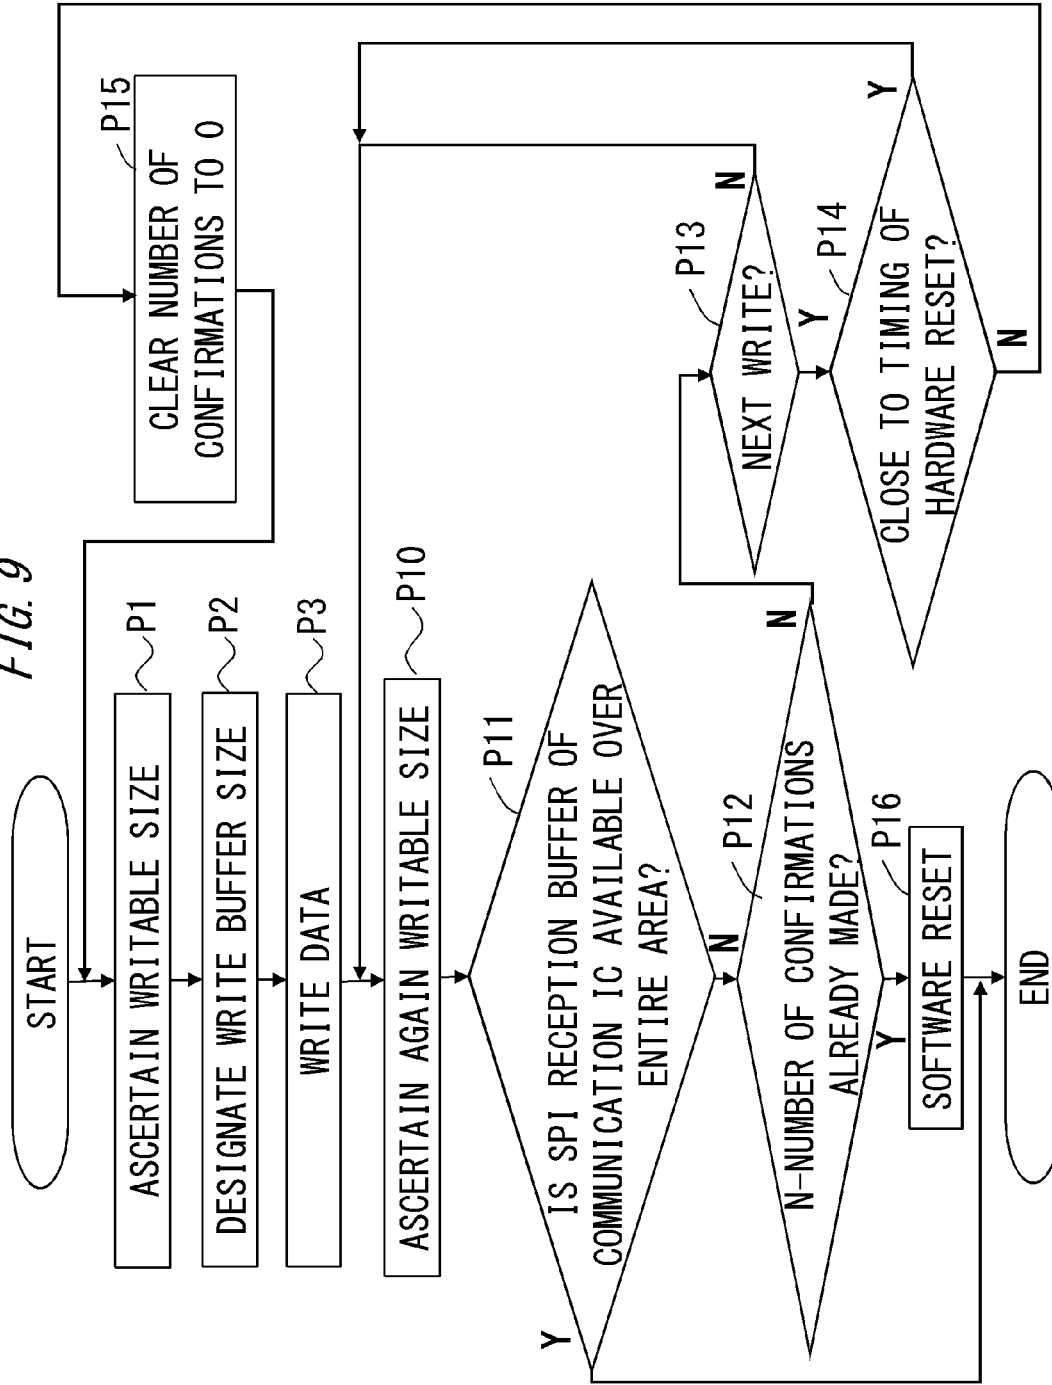 FIG. 9
START
ASCERTAIN WRITABLE SIZE
P1
DESIGNATE WRITE BUFFER SIZE
P2
WRITE DATA
P3
ASCERTAIN AGAIN WRITABLE SIZE
P10
IS SPI RECEPTION BUFFER OF
COMMUNICATION IC AVAILABLE OVER
ENTIRE AREA?
P11
Y
N
N-NUMBER OF CONFIRMATIONS
ALREADY MADE?
P12
N
Y
SOFTWARE RESET
P16
END
NEXT WRITE?
P13
N
Y
CLOSE TO TIMING OF
HARDWARE RESET?
P14
Y
N
CLEAR NUMBER OF
CONFIRMATIONS TO 0
P15